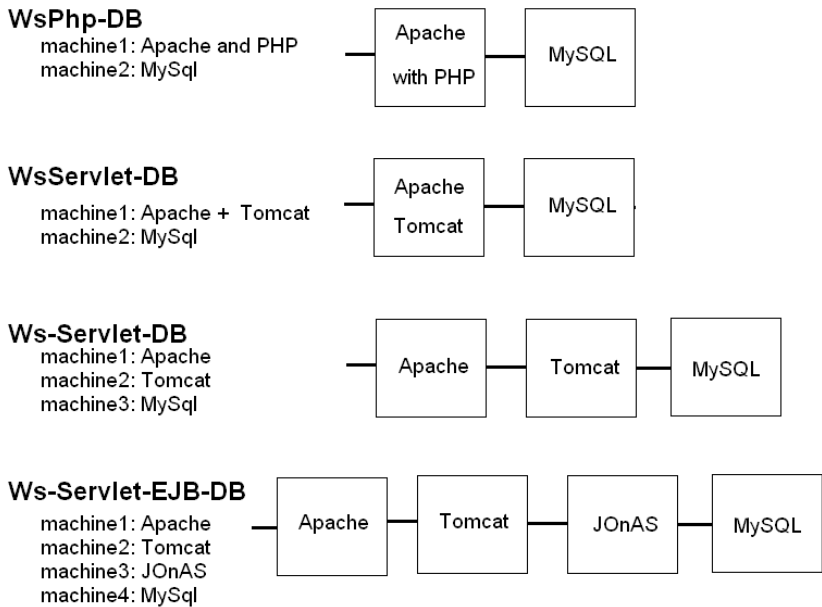 WsPhp-DB
machine1: Apache and PHP
machine2: MySql
Apache
with PHP
MySQL
WsServlet-DB
machine1: Apache + Tomcat
machine2: MySql
Apache
Tomcat
MySQL
Ws-Servlet-DB
machine1: Apache
machine2: Tomcat
machine3: MySql
Apache
Tomcat
MySQL
Ws-Servlet-EJB-DB
machine1: Apache
machine2: Tomcat
machine3: JOnAS
machine4: MySql
Apache
Tomcat
JOnAS
MySQL